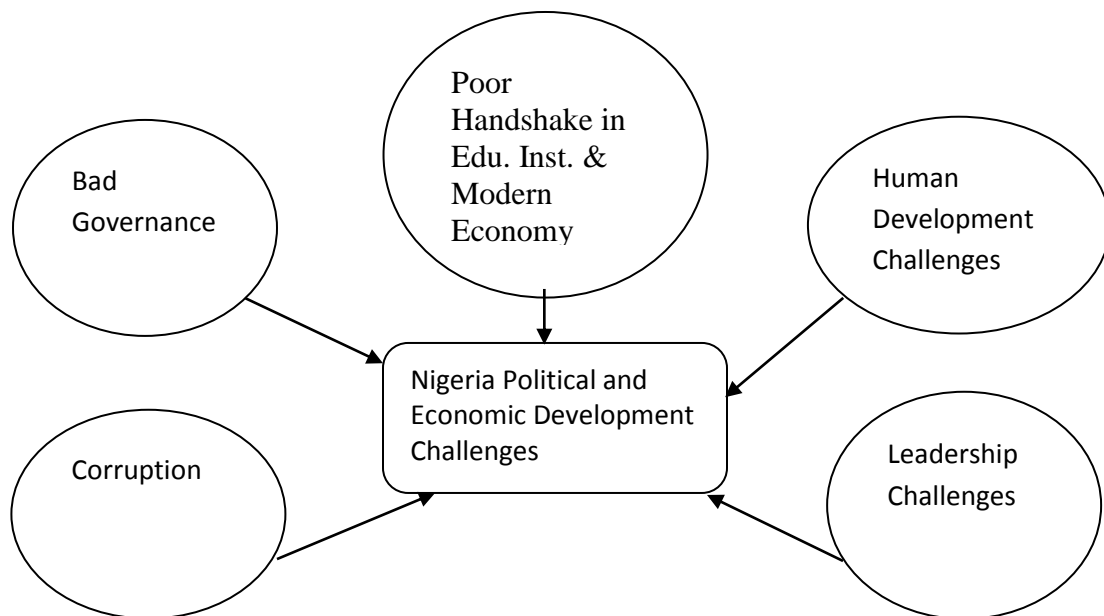 Poor
Handshake in
Edu. Inst. &
Modern
Economy
Bad
Governance
Human
Development
Challenges
Nigeria Political and
Economic Development
Challenges
Corruption
Leadership
Challenges